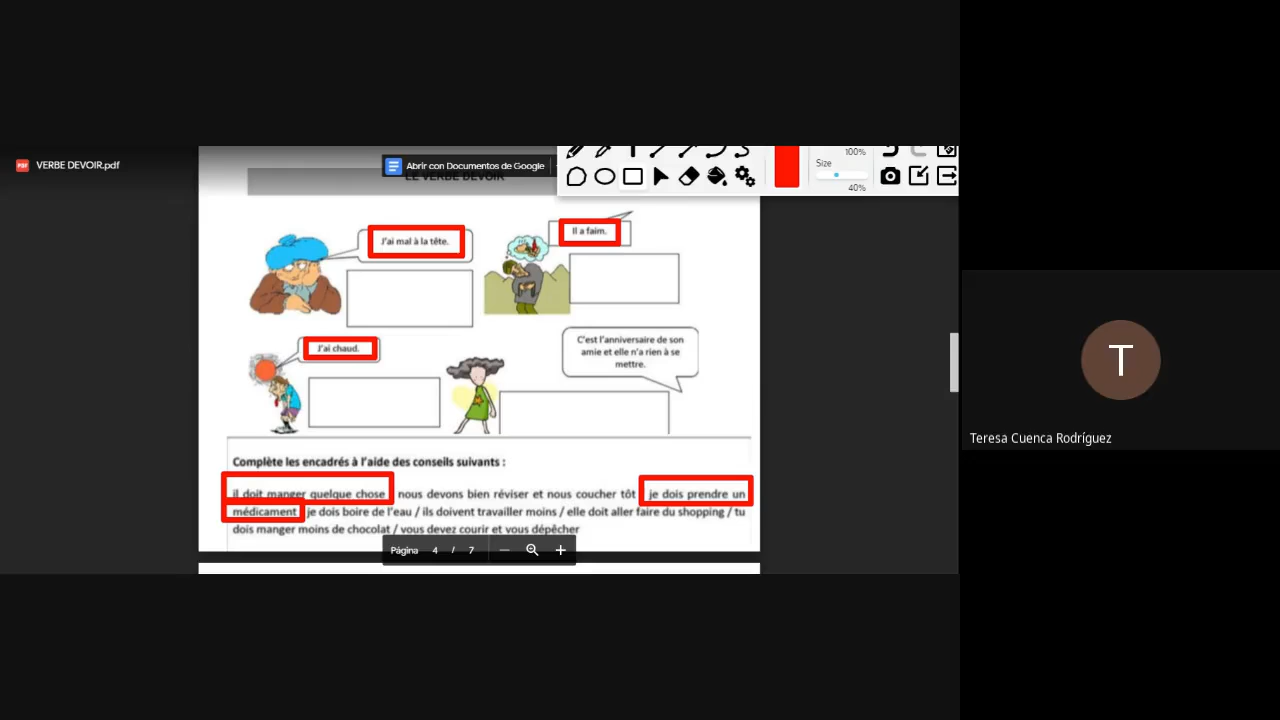 VERBE DEVOIR.pdf
Abrir con Documentos de Google
LE VERBE DEVOIR
100%
Size
40%
J'ai mal à la tête.
Il a faim.
J'ai chaud.
C'est l'anniversaire de son
amie et elle n'a rien à se
mettre.
Complète les encadrés à l'aide des conseils suivants :
il doit manger quelque chose nous devons bien réviser et nous coucher tôt je dois prendre un
médicament je dois boire de l'eau / ils doivent travailler moins / elle doit aller faire du shopping / tu
dois manger moins de chocolat / vous devez courir et vous dépêcher
Página 4 / 7
T
Teresa Cuenca Rodríguez